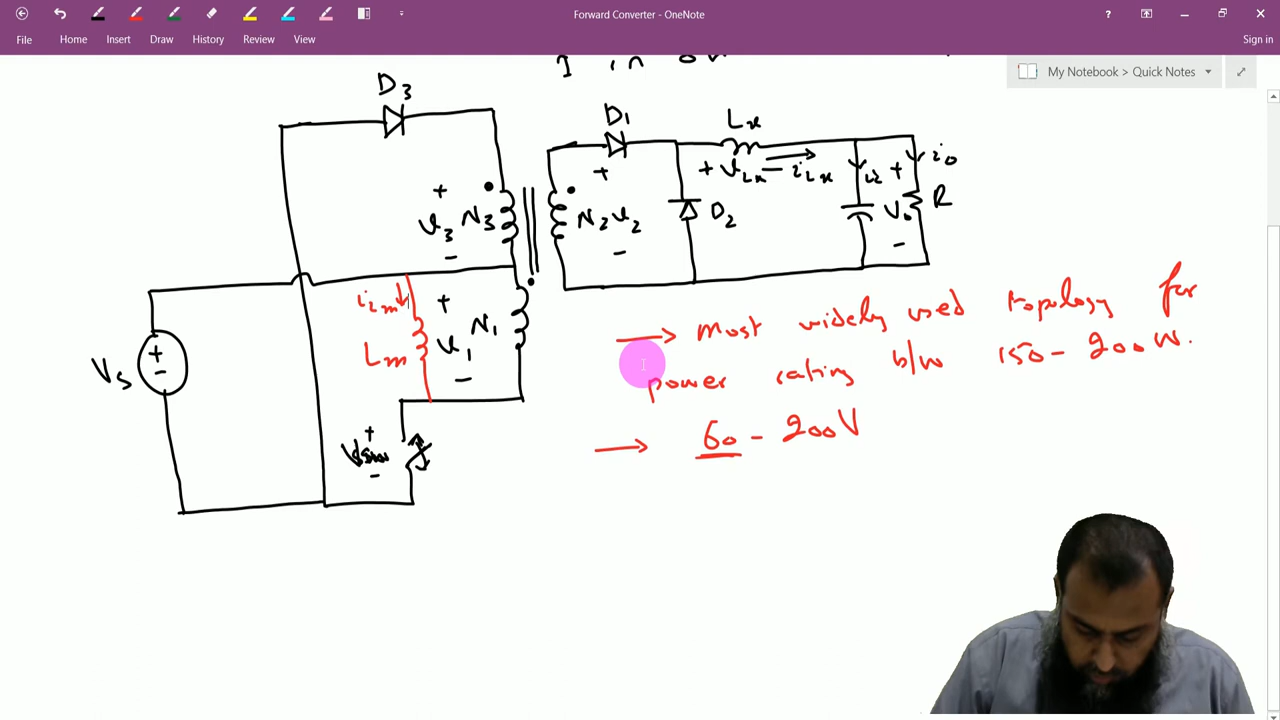 Forward Converter - OneNote
?
Sign in
File Home Insert Draw History Review View
My Notebook > Quick Notes
D3
D1
Lx
+ vLx − iLx
i2
+
io
+
v3
−
N3
N2
+
v2
−
D2
Vo
−
R
iLm
Lm
+
v1
−
N1
Vs
+
−
+
Vsw
−
→ Most widely used topology for
power rating b/w 150 - 200 W.
→ 60 - 200V